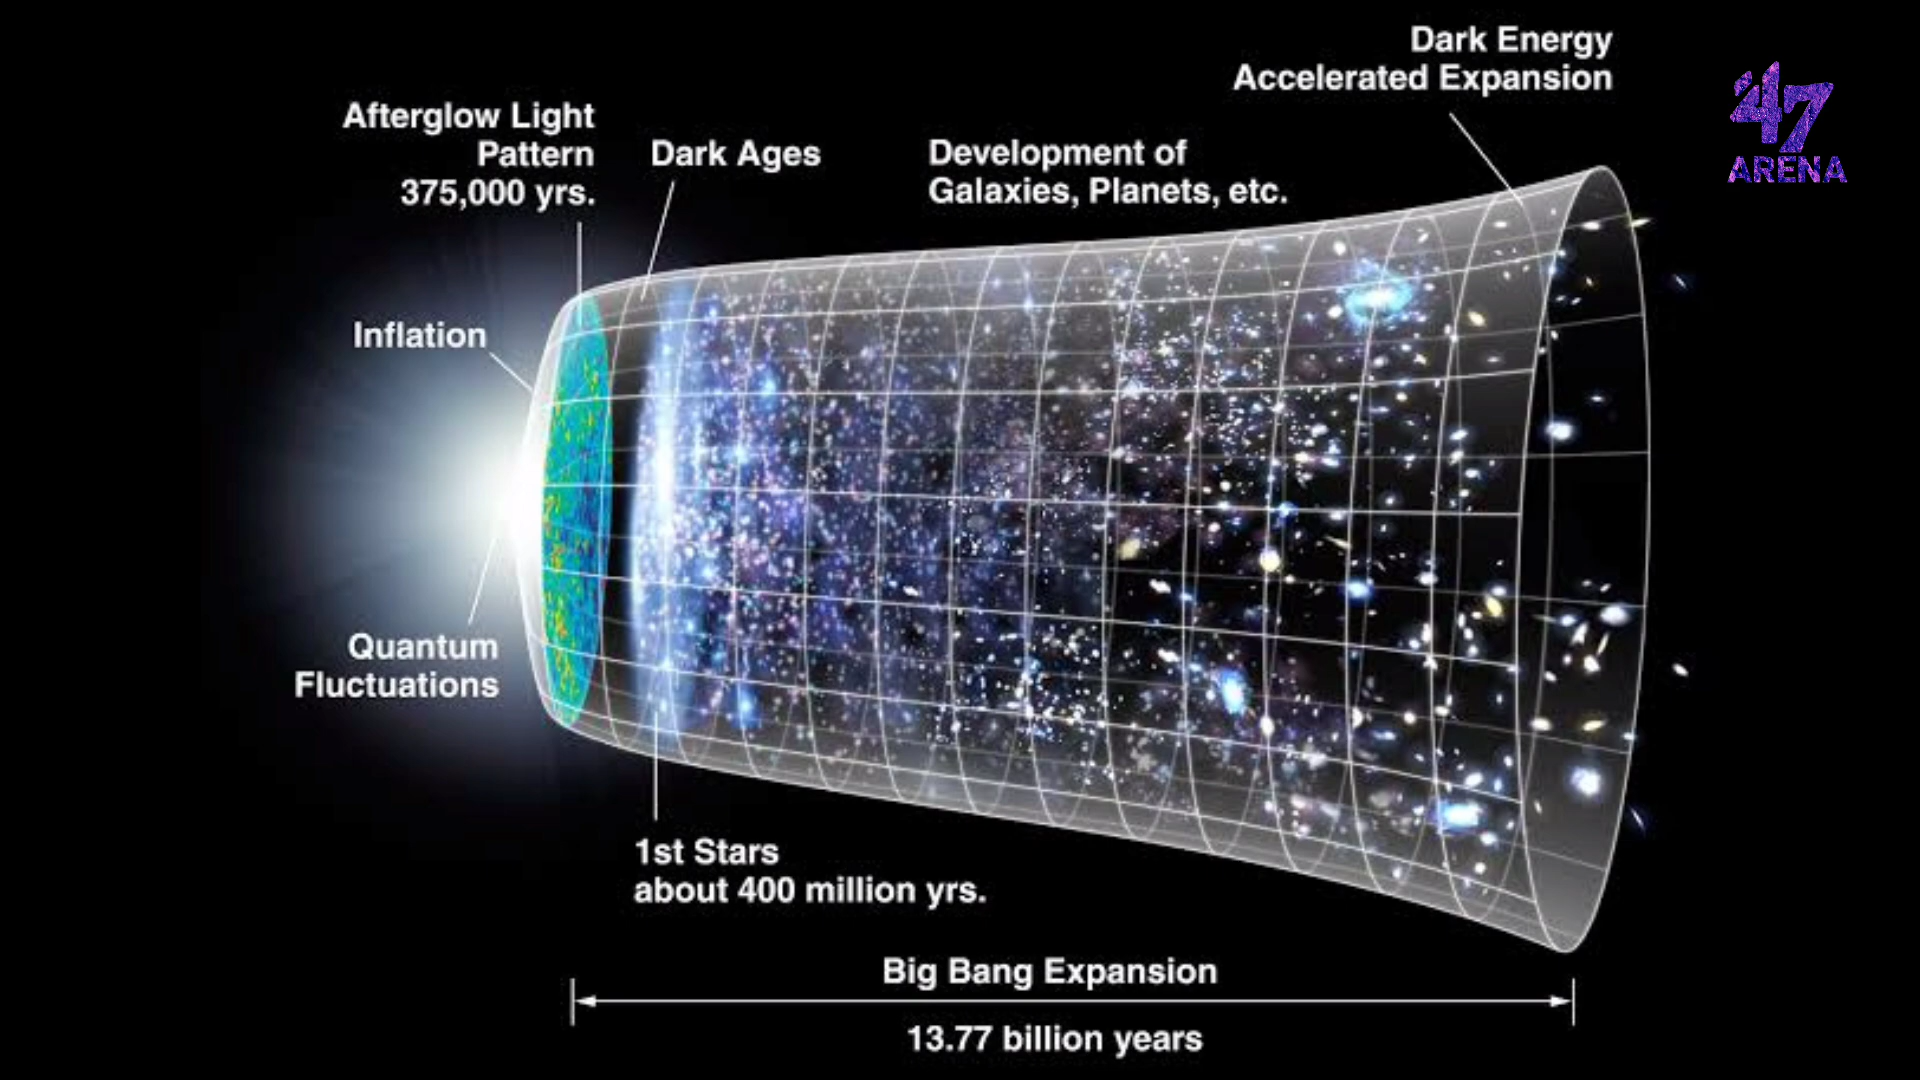 Dark Energy
Accelerated Expansion
47
ARENA
Afterglow Light
Pattern
375,000 yrs.
Dark Ages
Development of
Galaxies, Planets, etc.
Inflation
Quantum
Fluctuations
1st Stars
about 400 million yrs.
Big Bang Expansion
13.77 billion years